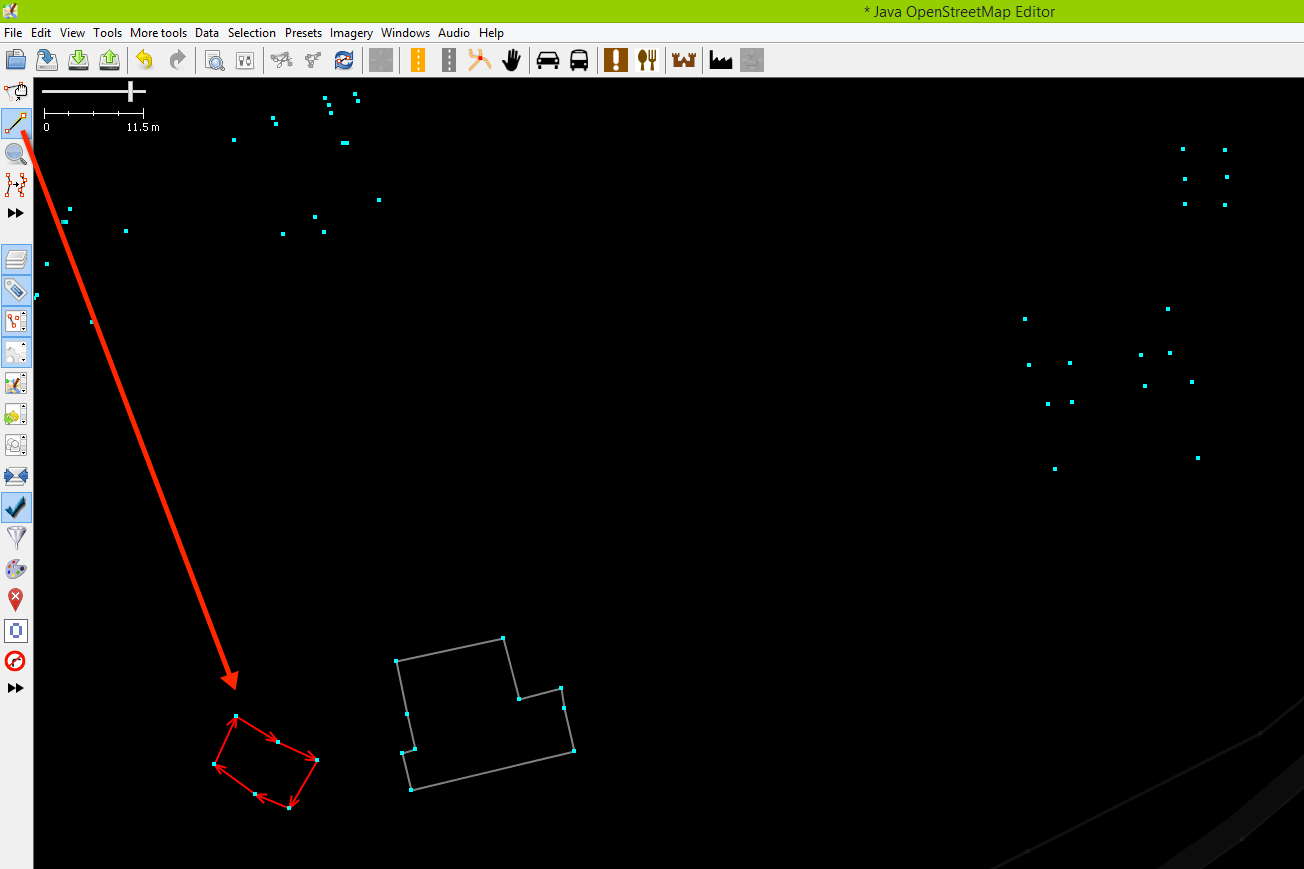 * Java OpenStreetMap Editor
File Edit View Tools More tools Data Selection Presets Imagery Windows Audio Help
0 11.5 m